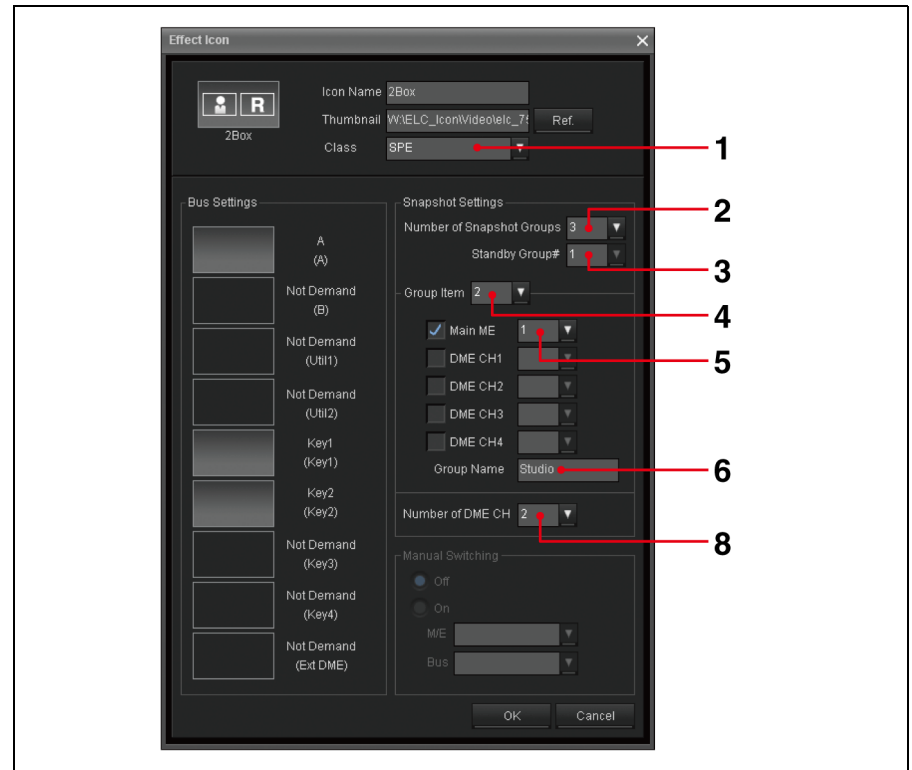 Effect Icon
Icon Name 2Box
Thumbnail W:\ELC_Icon\Video\elc_75 Ref.
2Box
Class SPE
1
Bus Settings
A
(A)
Not Demand
(B)
Not Demand
(Util1)
Not Demand
(Util2)
Key1
(Key1)
Key2
(Key2)
Not Demand
(Key3)
Not Demand
(Key4)
Not Demand
(Ext DME)
Snapshot Settings
Number of Snapshot Groups 3
2
Standby Group# 1
3
Group Item 2
4
Main ME 1
5
DME CH1
DME CH2
DME CH3
DME CH4
Group Name Studio
6
Number of DME CH 2
8
Manual Switching
Off
On
M/E
Bus
OK Cancel
R